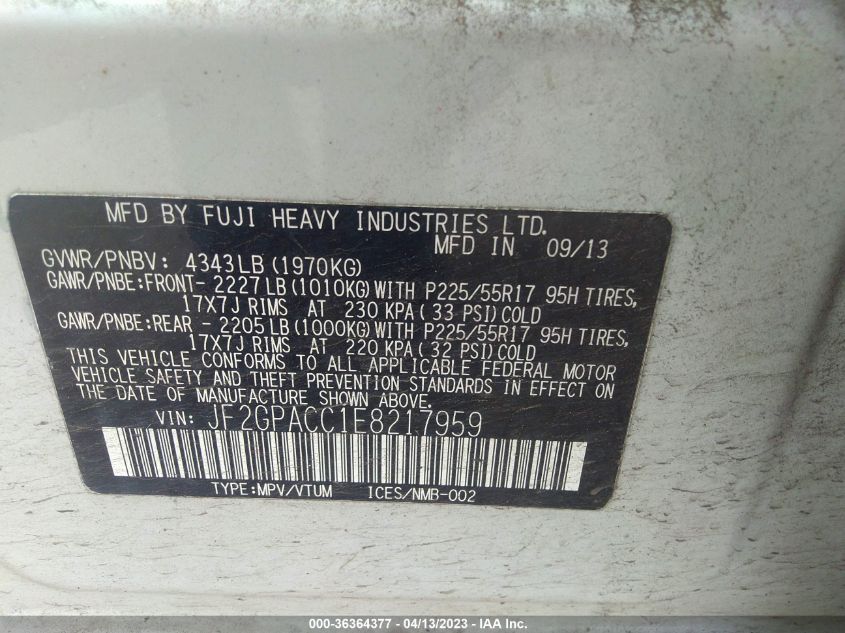 MFD BY FUJI HEAVY INDUSTRIES LTD.
MFD IN 09/13
GVWR/PNBV: 4343LB (1970KG)
GAWR/PNBE:FRONT- 2227LB (1010KG) WITH P225/55R17 95H TIRES,
17X7J RIMS AT 230 KPA( 33 PSI)COLD
GAWR/PNBE:REAR - 2205LB (1000KG) WITH P225/55R17 95H TIRES,
17X7J RIMS AT 220 KPA( 32 PSI)COLD
THIS VEHICLE CONFORMS TO ALL APPLICABLE FEDERAL MOTOR
VEHICLE SAFETY AND THEFT PREVENTION STANDARDS IN EFFECT ON
THE DATE OF MANUFACTURE SHOWN ABOVE.
VIN: JF2GPACC1E8217959
TYPE:MPV/VTUM ICES/NMB-002
000-36364377 - 04/13/2023 - IAA Inc.